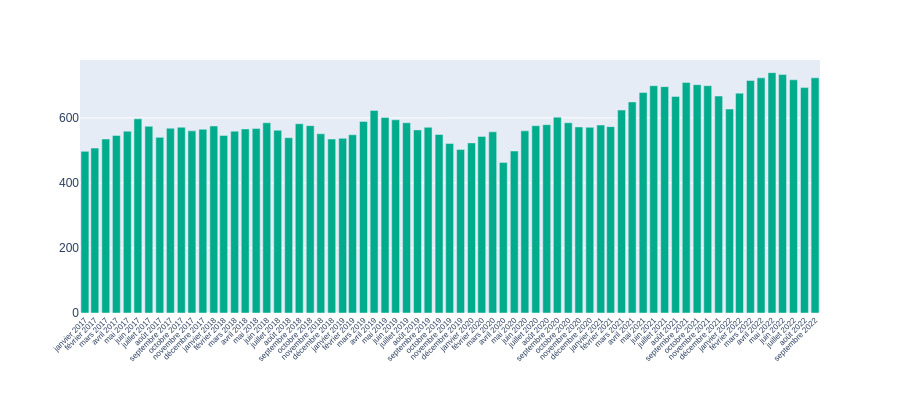 600
400
200
0
janvier 2017
février 2017
mars 2017
avril 2017
mai 2017
juin 2017
juillet 2017
août 2017
septembre 2017
octobre 2017
novembre 2017
décembre 2017
janvier 2018
février 2018
mars 2018
avril 2018
mai 2018
juin 2018
juillet 2018
août 2018
septembre 2018
octobre 2018
novembre 2018
décembre 2018
janvier 2019
février 2019
mars 2019
avril 2019
mai 2019
juin 2019
juillet 2019
août 2019
septembre 2019
octobre 2019
novembre 2019
décembre 2019
janvier 2020
février 2020
mars 2020
avril 2020
mai 2020
juin 2020
juillet 2020
août 2020
septembre 2020
octobre 2020
novembre 2020
décembre 2020
janvier 2021
février 2021
mars 2021
avril 2021
mai 2021
juin 2021
juillet 2021
août 2021
septembre 2021
octobre 2021
novembre 2021
décembre 2021
janvier 2022
février 2022
mars 2022
avril 2022
mai 2022
juin 2022
juillet 2022
août 2022
septembre 2022